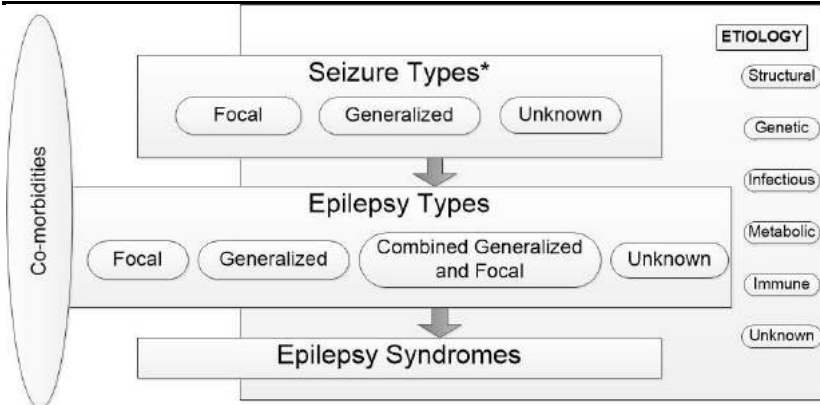 Co-morbidities
Seizure Types*
Focal
Generalized
Unknown
Epilepsy Types
Focal
Generalized
Combined Generalized
and Focal
Unknown
Epilepsy Syndromes
ETIOLOGY
Structural
Genetic
Infectious
Metabolic
Immune
Unknown